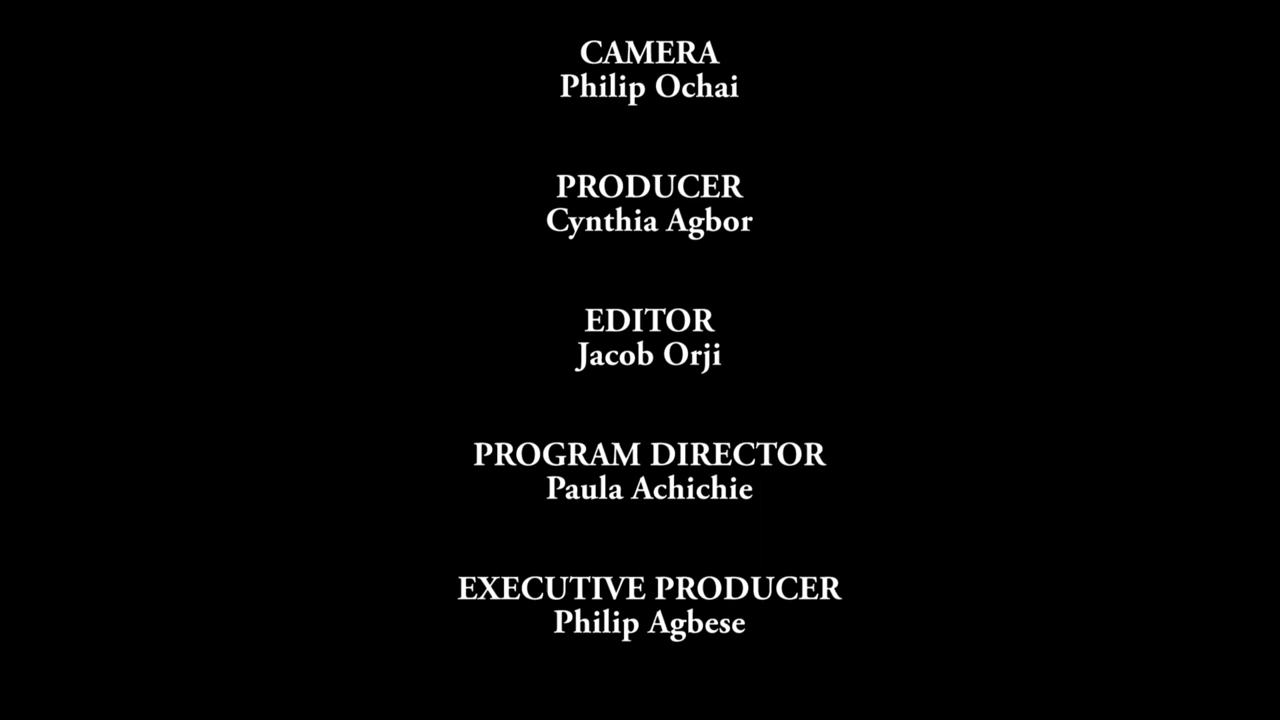 CAMERA
Philip Ochai
PRODUCER
Cynthia Agbor
EDITOR
Jacob Orji
PROGRAM DIRECTOR
Paula Achichie
EXECUTIVE PRODUCER
Philip Agbese